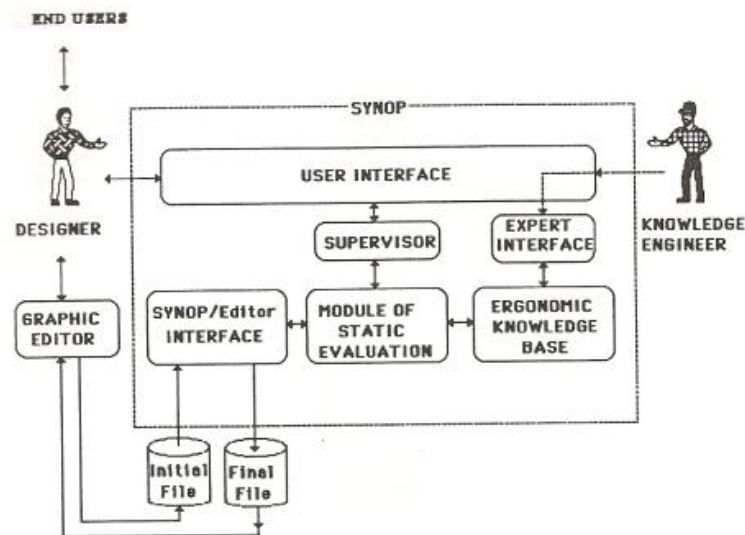 END USERS
SYNOP
USER INTERFACE
DESIGNER
SUPERVISOR
EXPERT
INTERFACE
KNOWLEDGE
ENGINEER
GRAPHIC
EDITOR
SYNOP/Editor
INTERFACE
MODULE OF
STATIC
EVALUATION
ERGONOMIC
KNOWLEDGE
BASE
Initial
File
Final
File